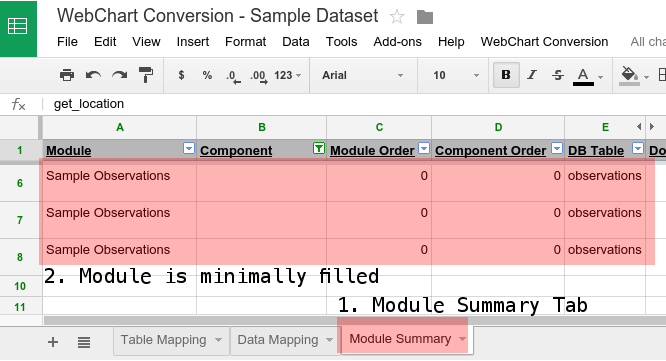 WebChart Conversion - Sample Dataset
File Edit View Insert Format Data Tools Add-ons Help WebChart Conversion All cha
$ % .0 .00 123 Arial 10 B I S A
fx get_location
A B C D E
1 Module Component Module Order Component Order DB Table Do
6 Sample Observations 0 0 observations
7 Sample Observations 0 0 observations
8 Sample Observations 0 0 observations
2. Module is minimally filled
10
1. Module Summary Tab
11
+ Table Mapping Data Mapping Module Summary